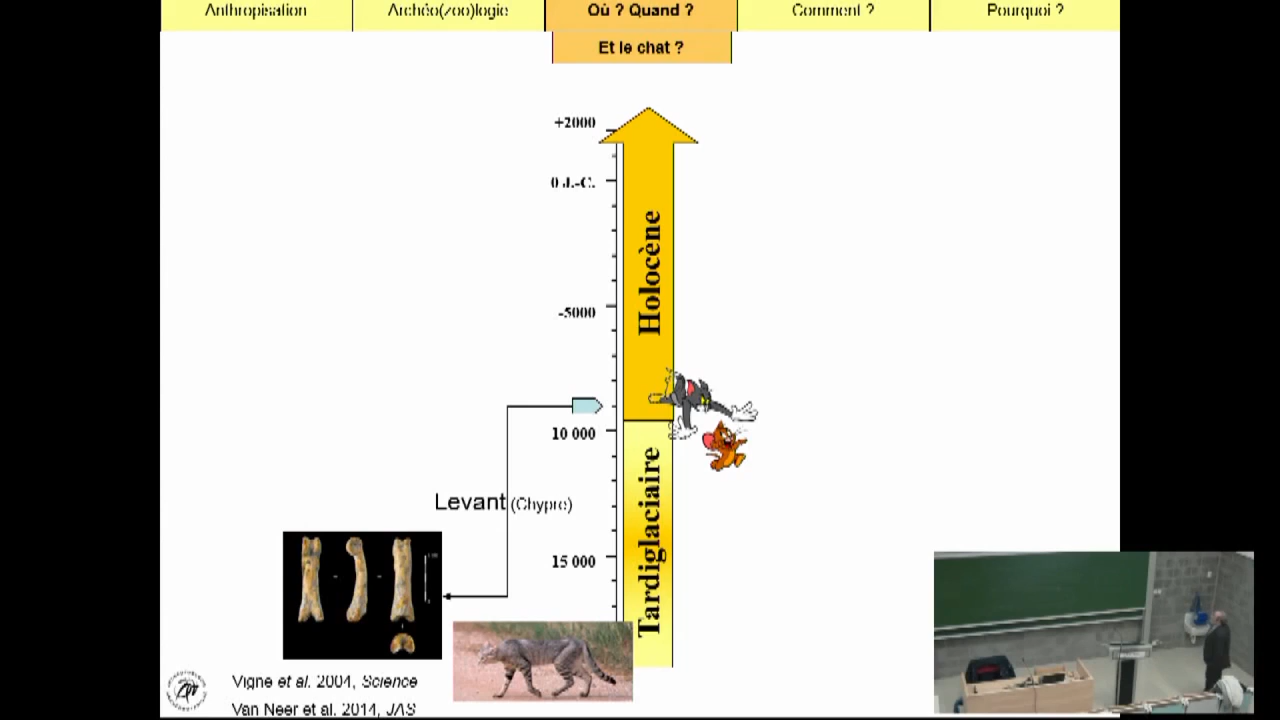 Anthropisation
Archéo(zoo)logie
Où ? Quand ?
Comment ?
Pourquoi ?
Et le chat ?
+2000
0 J.-C.
-5000
10 000
15 000
Holocène
Tardiglaciaire
Levant (Chypre)
Vigne et al. 2004, Science
Van Neer et al. 2014, JAS